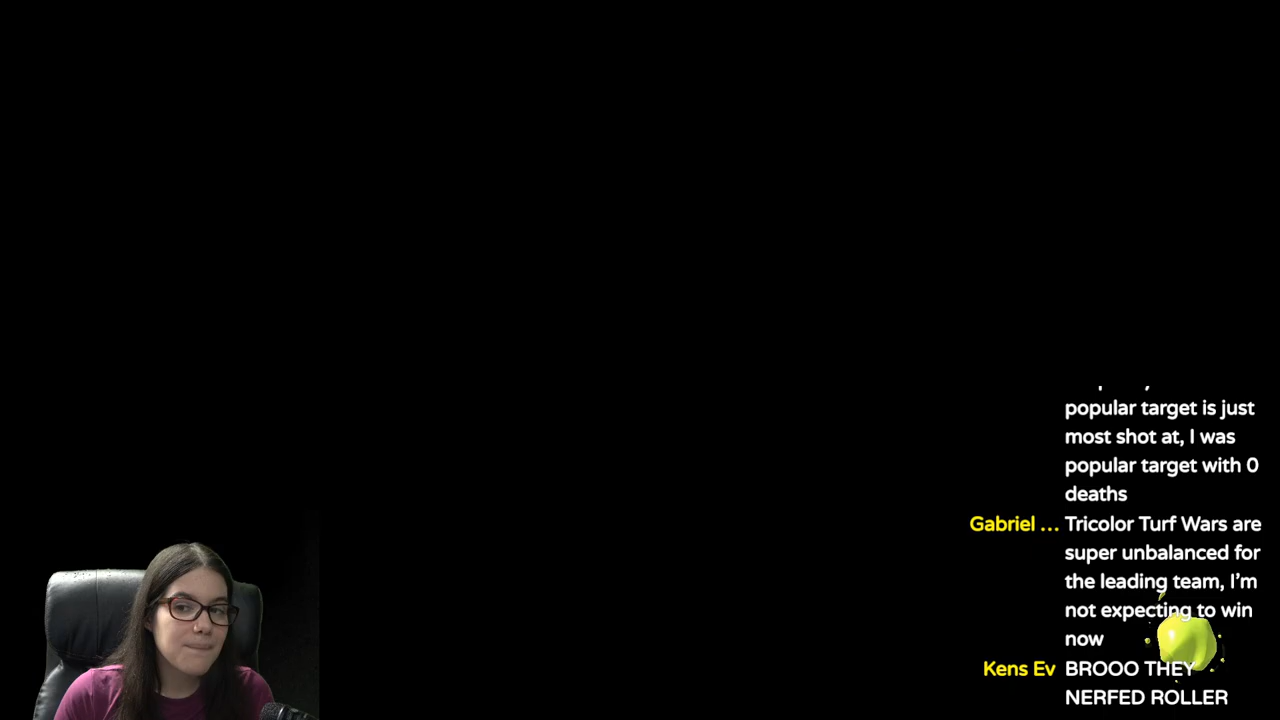 popular target is just
most shot at, I was
popular target with 0
deaths
Gabriel ... Tricolor Turf Wars are
super unbalanced for
the leading team, I'm
not expecting to win
now
Kens Ev BROOO THEY
NERFED ROLLER